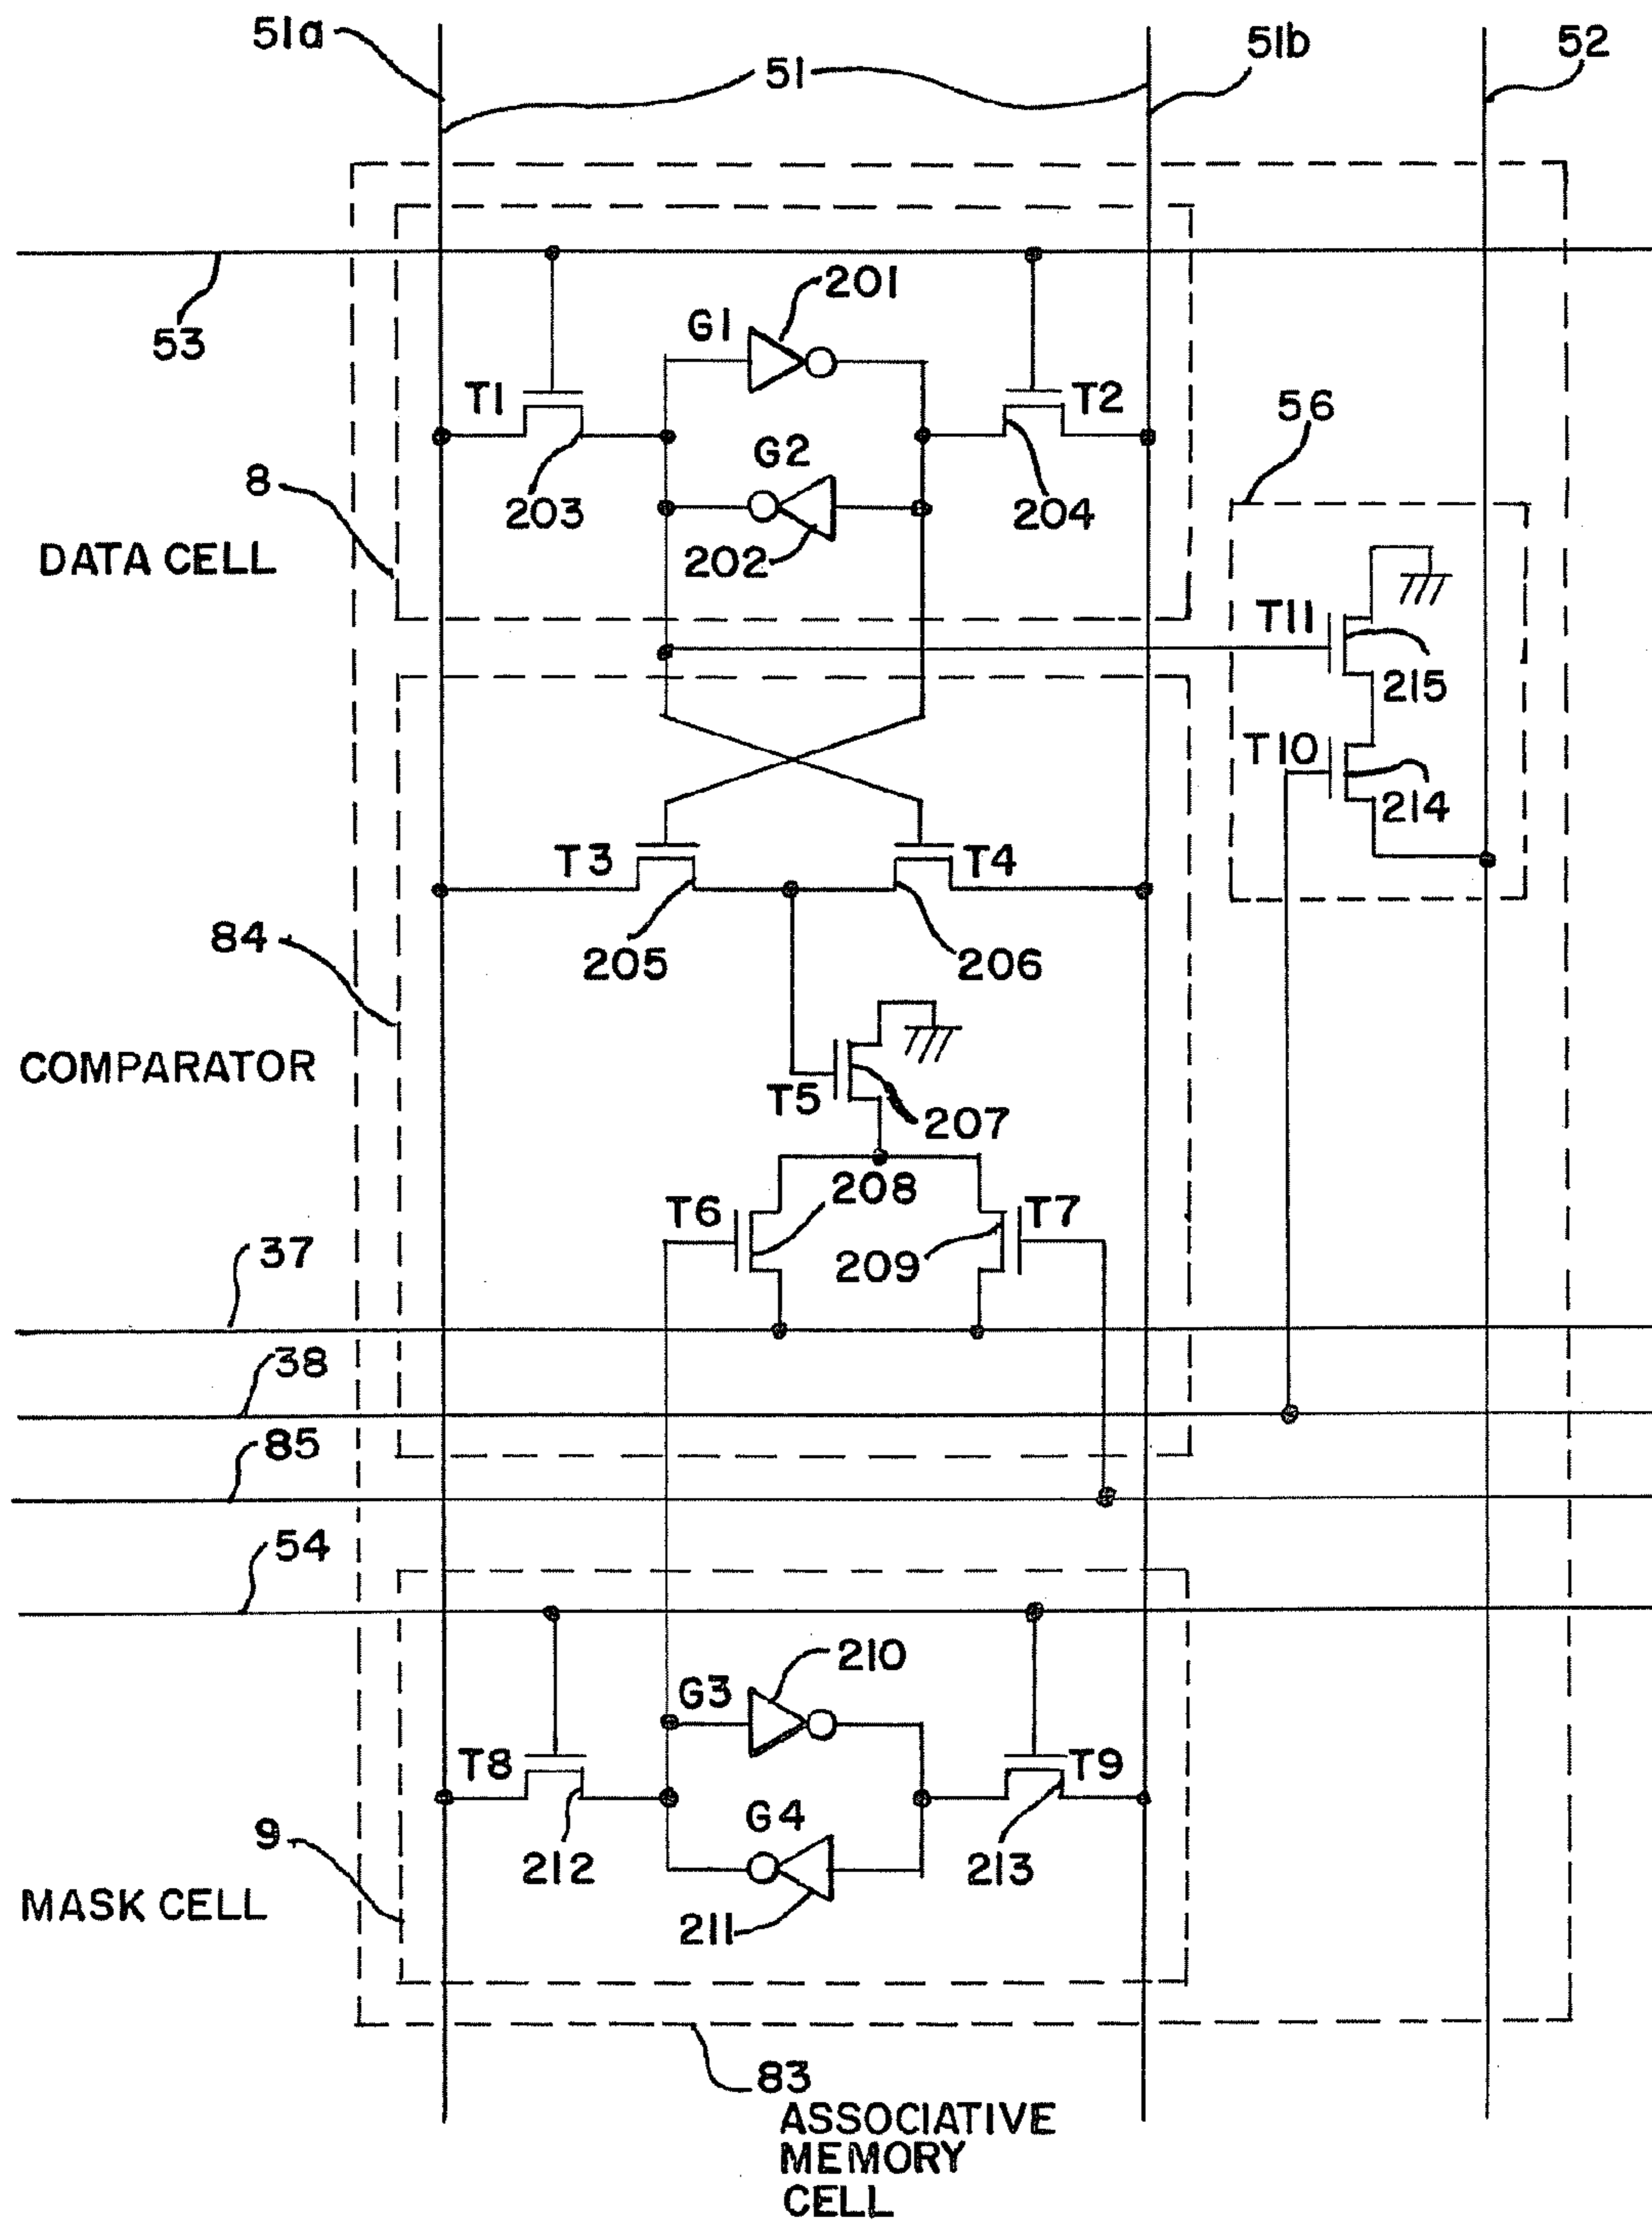 51a
51
51b
52
53
G1
201
T1
T2
56
G2
8
203
202
204
DATA CELL
T11
215
T10
214
T3
T4
84
205
206
COMPARATOR
T5
207
T6
208
T7
209
37
38
85
54
210
G3
T8
T9
G4
9
212
213
MASK CELL
211
83
ASSOCIATIVE
MEMORY
CELL